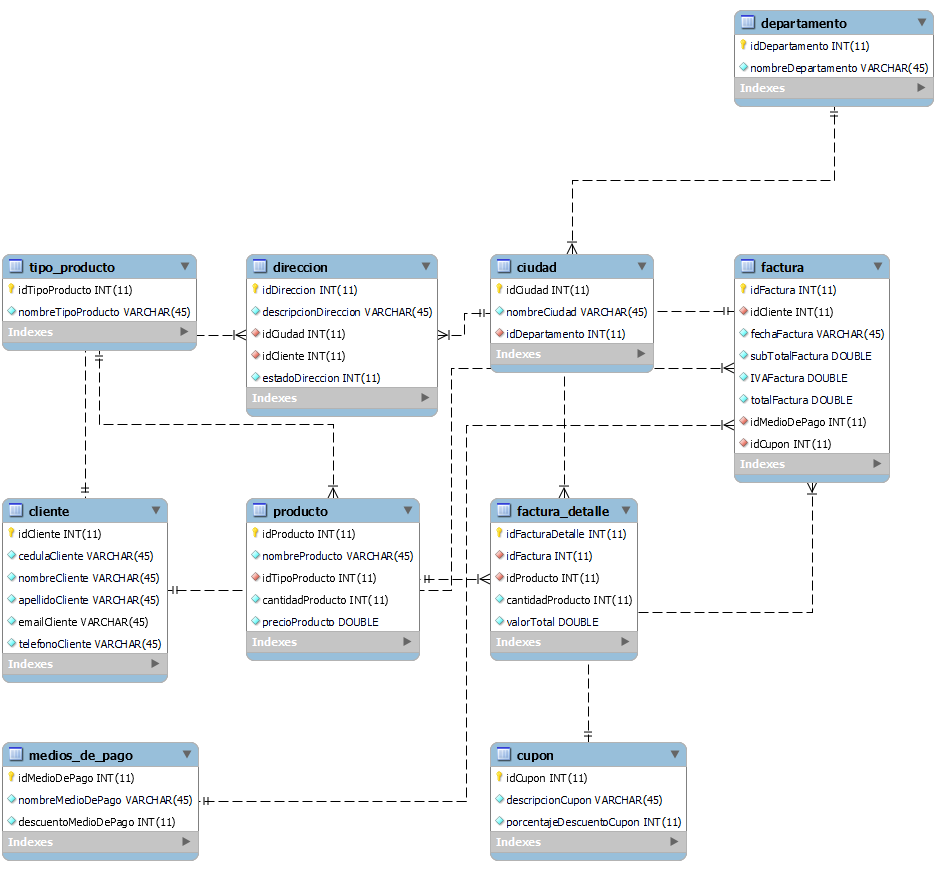 departamento
idDepartamento INT(11)
nombreDepartamento VARCHAR(45)
Indexes
tipo_producto
idTipoProducto INT(11)
nombreTipoProducto VARCHAR(45)
Indexes
direccion
idDireccion INT(11)
descripcionDireccion VARCHAR(45)
idCiudad INT(11)
idCliente INT(11)
estadoDireccion INT(11)
Indexes
ciudad
idCiudad INT(11)
nombreCiudad VARCHAR(45)
idDepartamento INT(11)
Indexes
factura
idFactura INT(11)
idCliente INT(11)
fechaFactura VARCHAR(45)
subTotalFactura DOUBLE
IVAFactura DOUBLE
totalFactura DOUBLE
idMedioDePago INT(11)
idCupon INT(11)
Indexes
cliente
idCliente INT(11)
cedulaCliente VARCHAR(45)
nombreCliente VARCHAR(45)
apellidoCliente VARCHAR(45)
emailCliente VARCHAR(45)
telefonoCliente VARCHAR(45)
Indexes
producto
idProducto INT(11)
nombreProducto VARCHAR(45)
idTipoProducto INT(11)
cantidadProducto INT(11)
precioProducto DOUBLE
Indexes
factura_detalle
idFacturaDetalle INT(11)
idFactura INT(11)
idProducto INT(11)
cantidadProducto INT(11)
valorTotal DOUBLE
Indexes
medios_de_pago
idMedioDePago INT(11)
nombreMedioDePago VARCHAR(45)
descuentoMedioDePago INT(11)
Indexes
cupon
idCupon INT(11)
descripcionCupon VARCHAR(45)
porcentajeDescuentoCupon INT(11)
Indexes